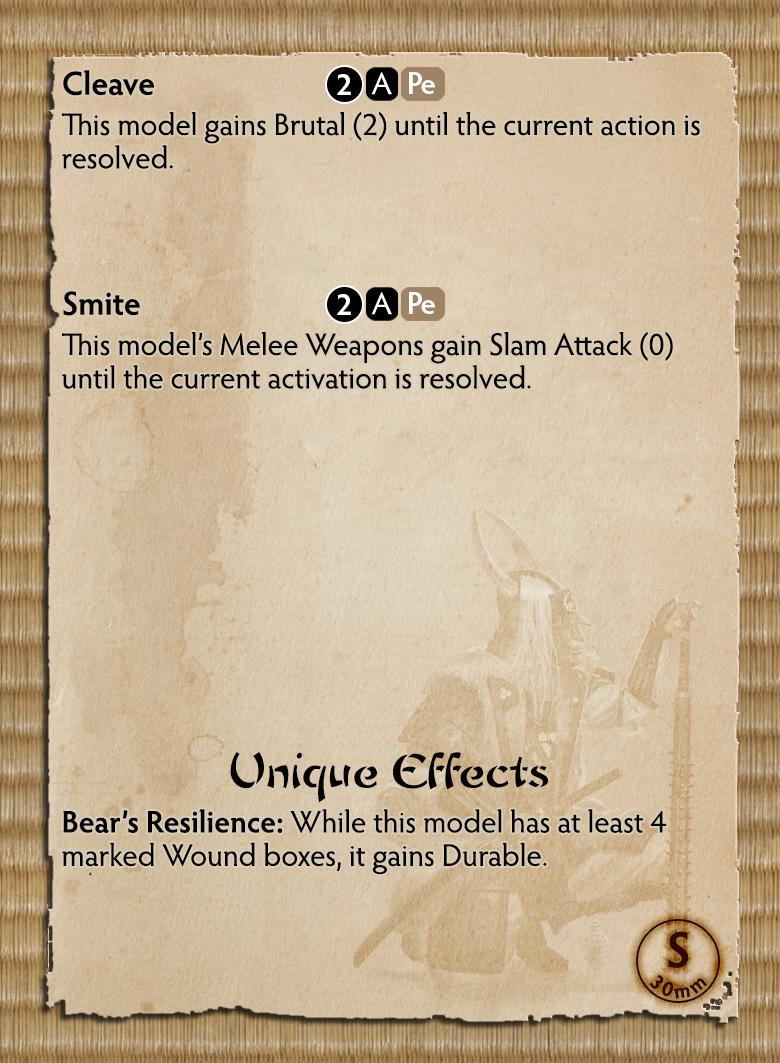 Cleave 2 A Pe
This model gains Brutal (2) until the current action is
resolved.
Smite 2 A Pe
This model's Melee Weapons gain Slam Attack (0)
until the current activation is resolved.
Unique Effects
Bear's Resilience: While this model has at least 4
marked Wound boxes, it gains Durable.
S
30mm